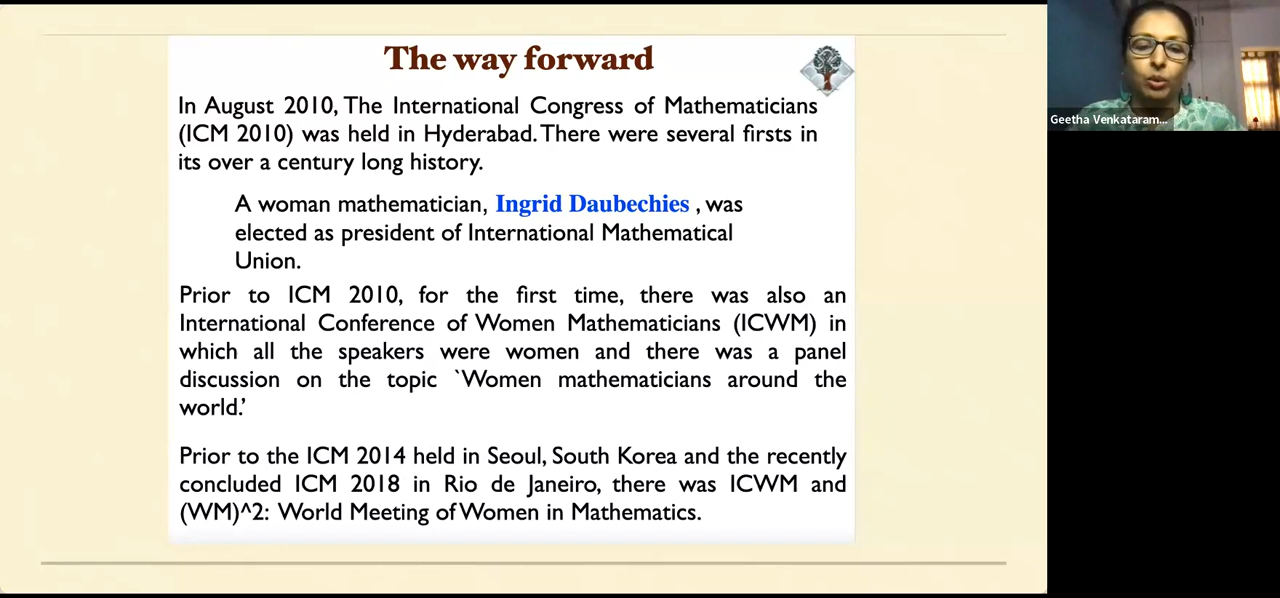 The way forward
In August 2010, The International Congress of Mathematicians
(ICM 2010) was held in Hyderabad. There were several firsts in
its over a century long history.
A woman mathematician, Ingrid Daubechies , was
elected as president of International Mathematical
Union.
Prior to ICM 2010, for the first time, there was also an
International Conference of Women Mathematicians (ICWM) in
which all the speakers were women and there was a panel
discussion on the topic `Women mathematicians around the
world.’
Prior to the ICM 2014 held in Seoul, South Korea and the recently
concluded ICM 2018 in Rio de Janeiro, there was ICWM and
(WM)^2: World Meeting of Women in Mathematics.
Geetha Venkataram...